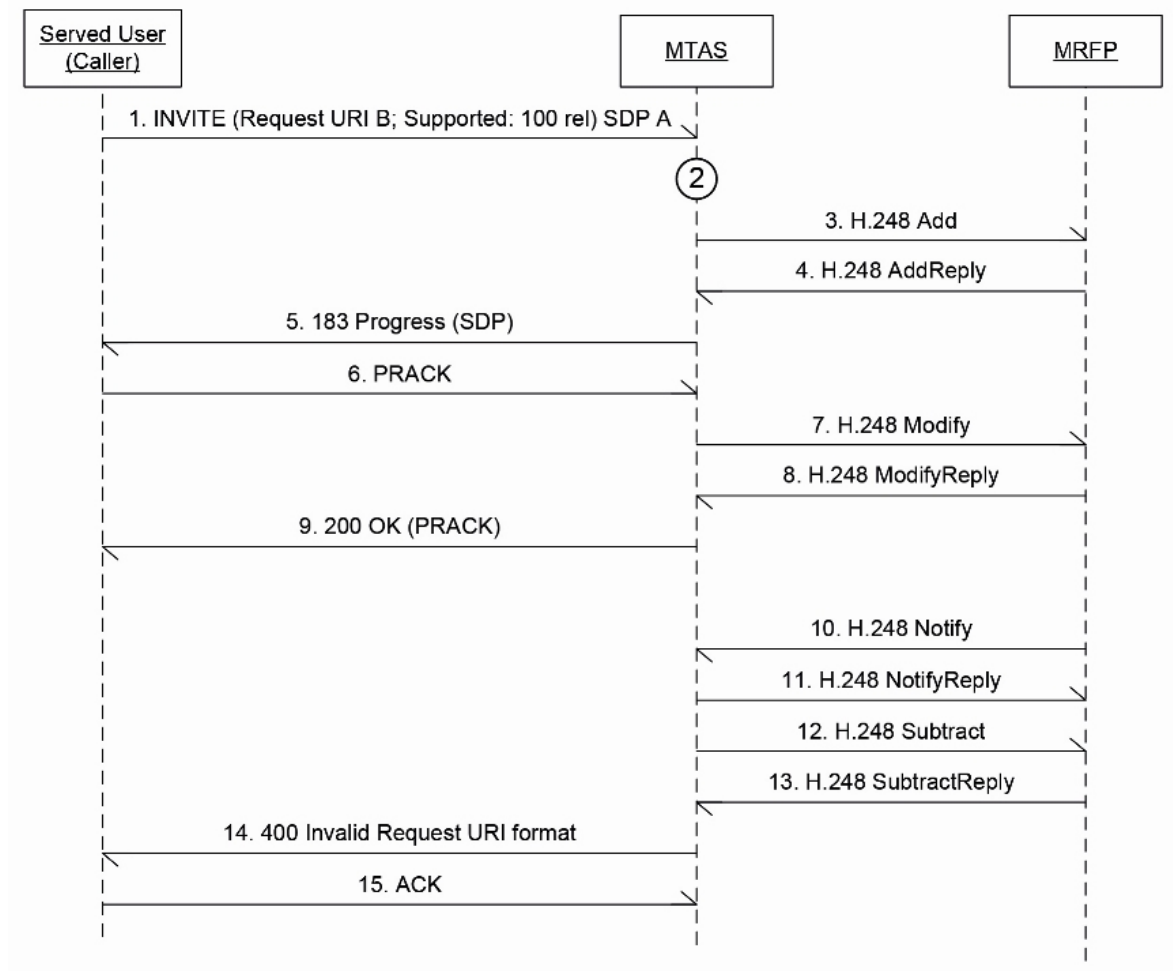 Served User
(Caller)
MTAS
MRFP
1. INVITE (Request URI B; Supported: 100 rel) SDP A
2
3. H.248 Add
4. H.248 AddReply
5. 183 Progress (SDP)
6. PRACK
7. H.248 Modify
8. H.248 ModifyReply
9. 200 OK (PRACK)
10. H.248 Notify
11. H.248 NotifyReply
12. H.248 Subtract
13. H.248 SubtractReply
14. 400 Invalid Request URI format
15. ACK